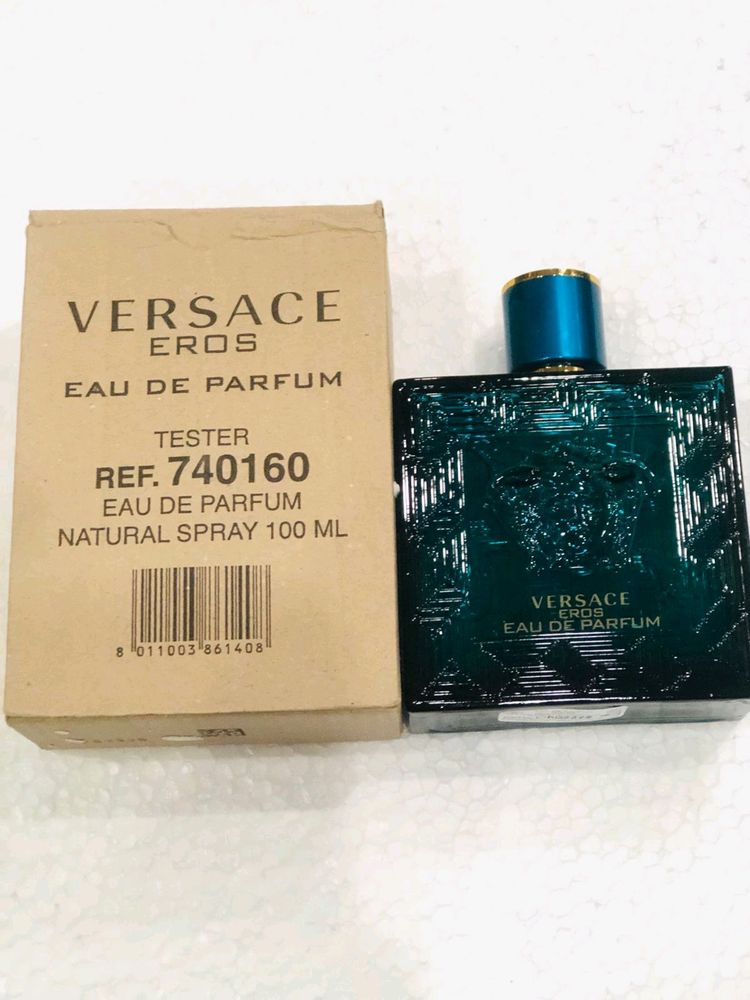 VERSACE
EROS
EAU DE PARFUM
TESTER
REF. 740160
EAU DE PARFUM
NATURAL SPRAY 100 ML
8 011003 861408
VERSACE
EROS
EAU DE PARFUM